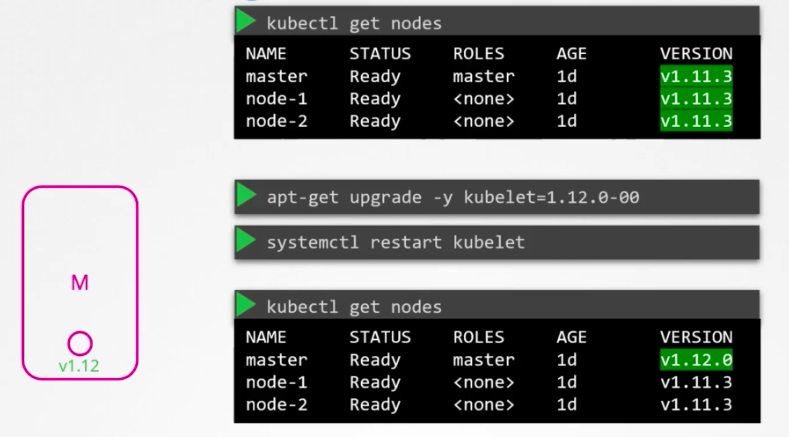 kubectl get nodes
NAME STATUS ROLES AGE VERSION
master Ready master 1d v1.11.3
node-1 Ready <none> 1d v1.11.3
node-2 Ready <none> 1d v1.11.3
apt-get upgrade -y kubelet=1.12.0-00
systemctl restart kubelet
M
v1.12
kubectl get nodes
NAME STATUS ROLES AGE VERSION
master Ready master 1d v1.12.0
node-1 Ready <none> 1d v1.11.3
node-2 Ready <none> 1d v1.11.3